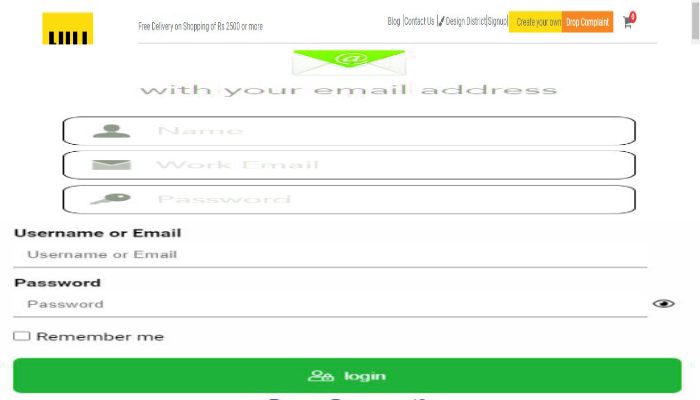 Free Delivery on Shopping of Rs 2500 or more
Blog |Contact Us | Design District|Signup| Create your own Drop Complaint 0
@
with your email address
Name
Work Email
Password
Username or Email
Username or Email
Password
Password
Remember me
login